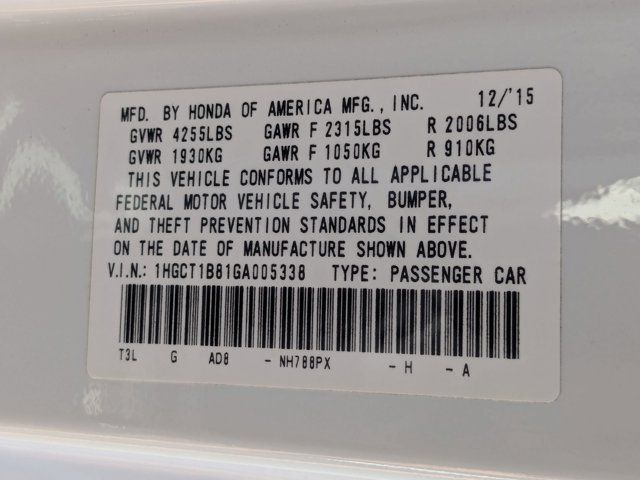 MFD. BY HONDA OF AMERICA MFG., INC. 12/'15
GVWR 4255LBS GAWR F 2315LBS R 2006LBS
GVWR 1930KG GAWR F 1050KG R 910KG
THIS VEHICLE CONFORMS TO ALL APPLICABLE
FEDERAL MOTOR VEHICLE SAFETY, BUMPER,
AND THEFT PREVENTION STANDARDS IN EFFECT
ON THE DATE OF MANUFACTURE SHOWN ABOVE.
V.I.N.: 1HGCT1B81GA005338 TYPE: PASSENGER CAR
T3L G AD8 - NH788PX - H - A